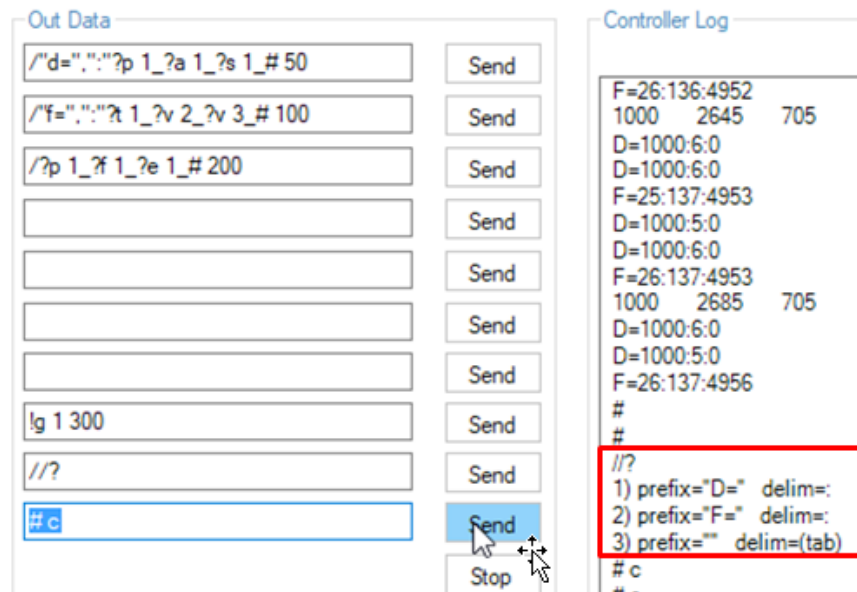 Out Data
/"d=",":"?p 1_?a 1_?s 1_# 50
Send
/"f=",":"?t 1_?v 2_?v 3_# 100
Send
/?p 1_?f 1_?e 1_# 200
Send
Send
Send
Send
Send
!g 1 300
Send
//?
Send
# c
Send
Stop
Controller Log
F=26:136:4952
1000 2645 705
D=1000:6:0
D=1000:6:0
F=25:137:4953
D=1000:5:0
D=1000:6:0
F=26:137:4953
1000 2685 705
D=1000:6:0
D=1000:5:0
F=26:137:4956
#
#
//?
1) prefix="D=" delim=:
2) prefix="F=" delim=:
3) prefix="" delim=(tab)
# c